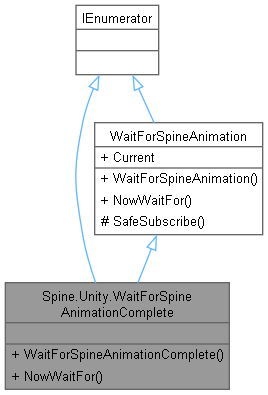 IEnumerator
WaitForSpineAnimation
+ Current
+ WaitForSpineAnimation()
+ NowWaitFor()
# SafeSubscribe()
Spine.Unity.WaitForSpine
AnimationComplete
+ WaitForSpineAnimationComplete()
+ NowWaitFor()